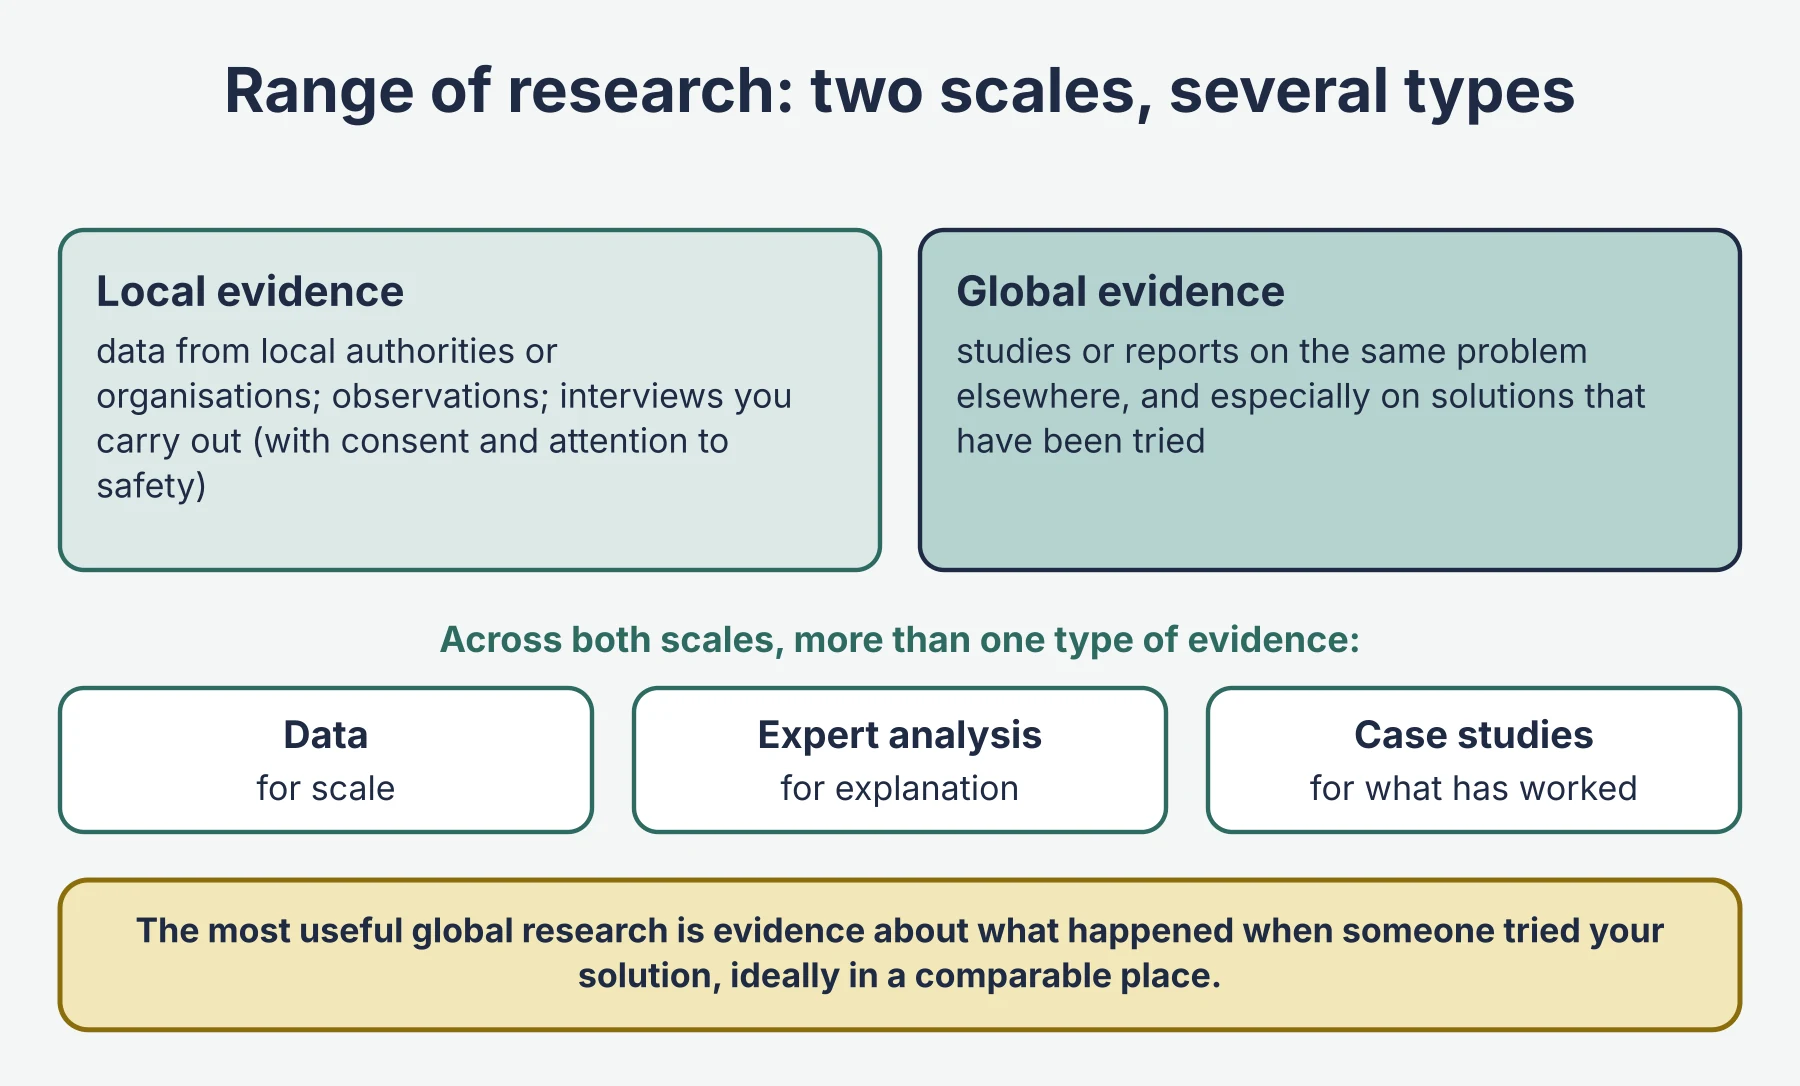 Range of research: two scales, several types
Local evidence
data from local authorities or
organisations; observations; interviews you
carry out (with consent and attention to
safety)
Global evidence
studies or reports on the same problem
elsewhere, and especially on solutions that
have been tried
Across both scales, more than one type of evidence:
Data
for scale
Expert analysis
for explanation
Case studies
for what has worked
The most useful global research is evidence about what happened when someone tried your
solution, ideally in a comparable place.